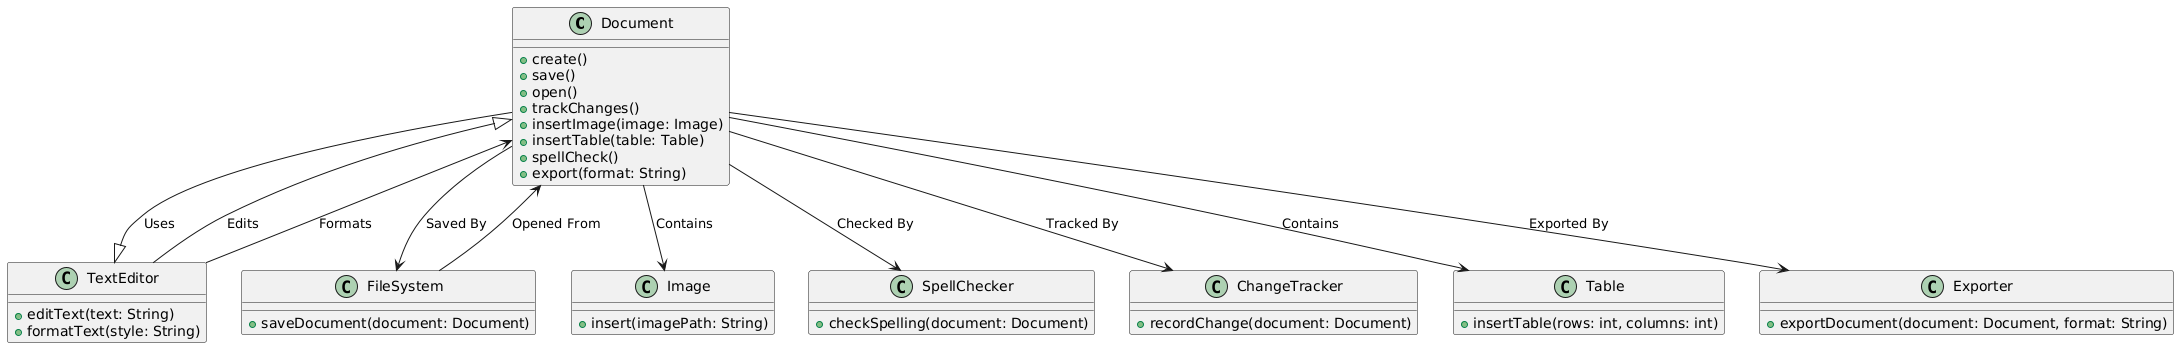 C Document
create()
save()
open()
trackChanges()
insertImage(image: Image)
insertTable(table: Table)
spellCheck()
export(format: String)
Uses
Edits
Formats
Saved By
Opened From
Contains
Checked By
Tracked By
Contains
Exported By
C TextEditor
editText(text: String)
formatText(style: String)
C FileSystem
saveDocument(document: Document)
C Image
insert(imagePath: String)
C SpellChecker
checkSpelling(document: Document)
C ChangeTracker
recordChange(document: Document)
C Table
insertTable(rows: int, columns: int)
C Exporter
exportDocument(document: Document, format: String)